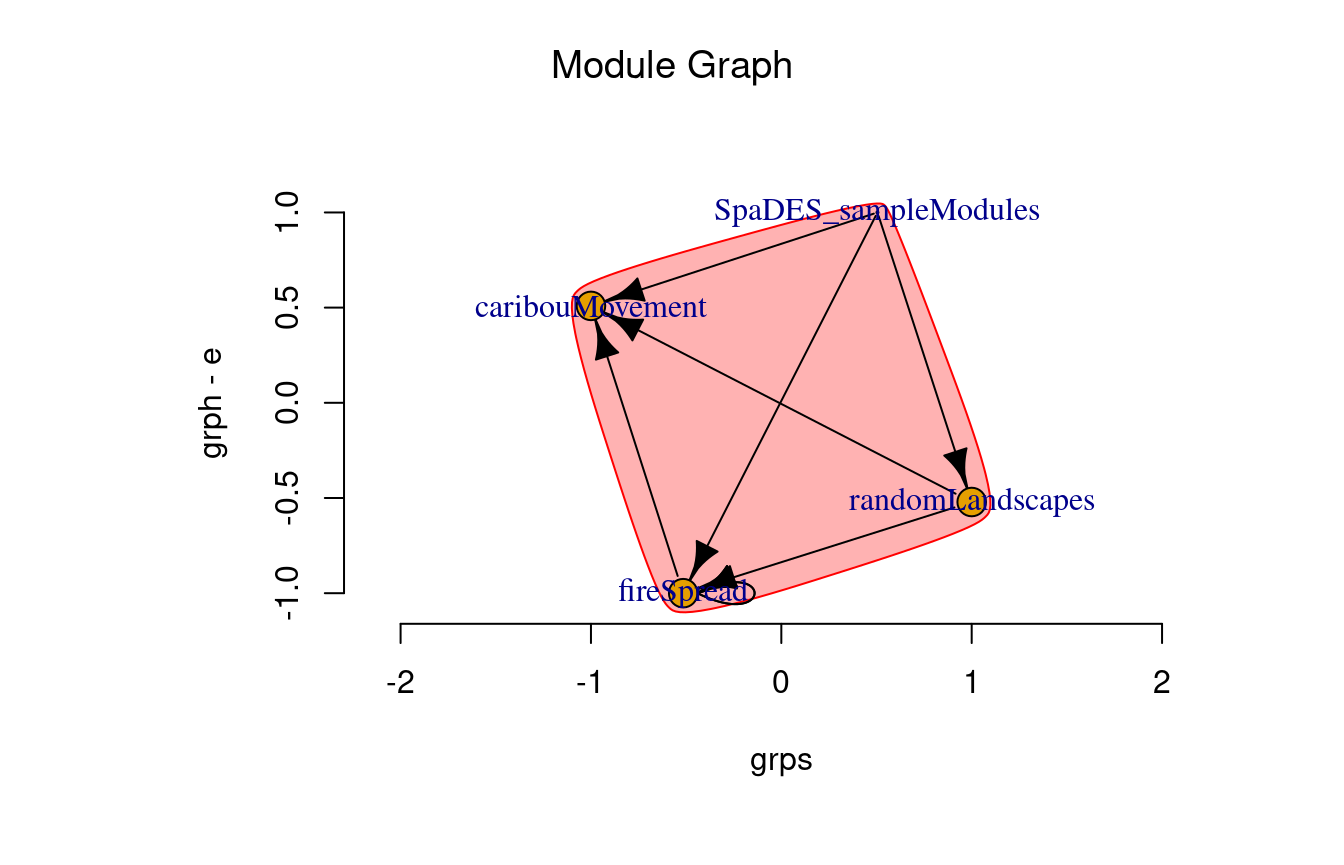 Module Graph
SpaDES_sampleModules
caribouMovement
randomLandscapes
fireSpread
grph - e
1.0
0.5
0.0
-0.5
-1.0
-2 -1 0 1 2
grps